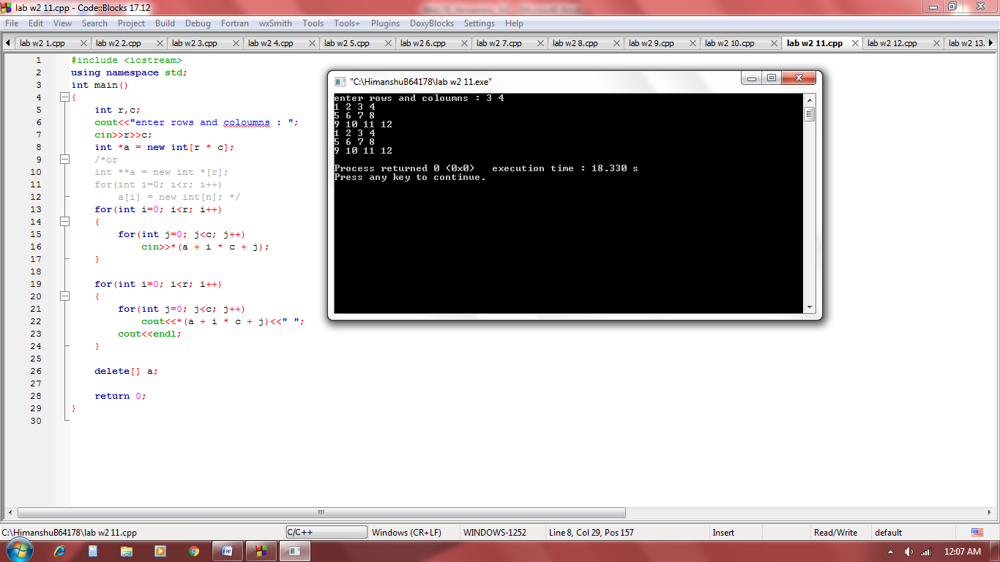 lab w2 11.cpp - Code::Blocks 17.12
File Edit View Search Project Build Debug Fortran wxSmith Tools Tools+ Plugins DoxyBlocks Settings Help
lab w2 1.cpp lab w2 2.cpp lab w2 3.cpp lab w2 4.cpp lab w2 5.cpp lab w2 6.cpp lab w2 7.cpp lab w2 8.cpp lab w2 9.cpp lab w2 10.cpp lab w2 11.cpp lab w2 12.cpp lab w2 13.
1 #include <iostream>
2 using namespace std;
3 int main()
4 {
5 int r,c;
6 cout<<"enter rows and coloumns : ";
7 cin>>r>>c;
8 int *a = new int[r * c];
9 /*or
10 int **a = new int *[r];
11 for(int i=0; i<r; i++)
12 a[i] = new int[n]; */
13 for(int i=0; i<r; i++)
14 {
15 for(int j=0; j<c; j++)
16 cin>>*(a + i * c + j);
17 }
18
19 for(int i=0; i<r; i++)
20 {
21 for(int j=0; j<c; j++)
22 cout<<*(a + i * c + j)<<" ";
23 cout<<endl;
24 }
25
26 delete[] a;
27
28 return 0;
29 }
30
"C:\HimanshuB64178\lab w2 11.exe"
enter rows and coloumns : 3 4
1 2 3 4
5 6 7 8
9 10 11 12
1 2 3 4
5 6 7 8
9 10 11 12
Process returned 0 (0x0) execution time : 18.330 s
Press any key to continue.
C:\HimanshuB64178\lab w2 11.cpp C/C++ Windows (CR+LF) WINDOWS-1252 Line 8, Col 29, Pos 157 Insert Read/Write default
12:07 AM